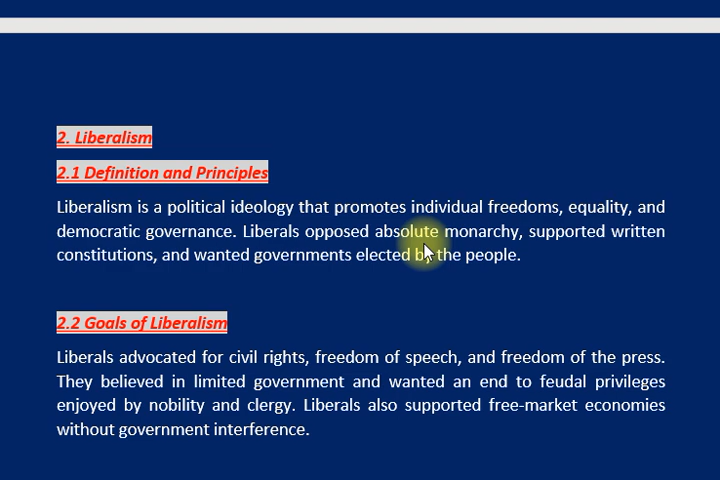 2. Liberalism
2.1 Definition and Principles
Liberalism is a political ideology that promotes individual freedoms, equality, and
democratic governance. Liberals opposed absolute monarchy, supported written
constitutions, and wanted governments elected by the people.
2.2 Goals of Liberalism
Liberals advocated for civil rights, freedom of speech, and freedom of the press.
They believed in limited government and wanted an end to feudal privileges
enjoyed by nobility and clergy. Liberals also supported free-market economies
without government interference.